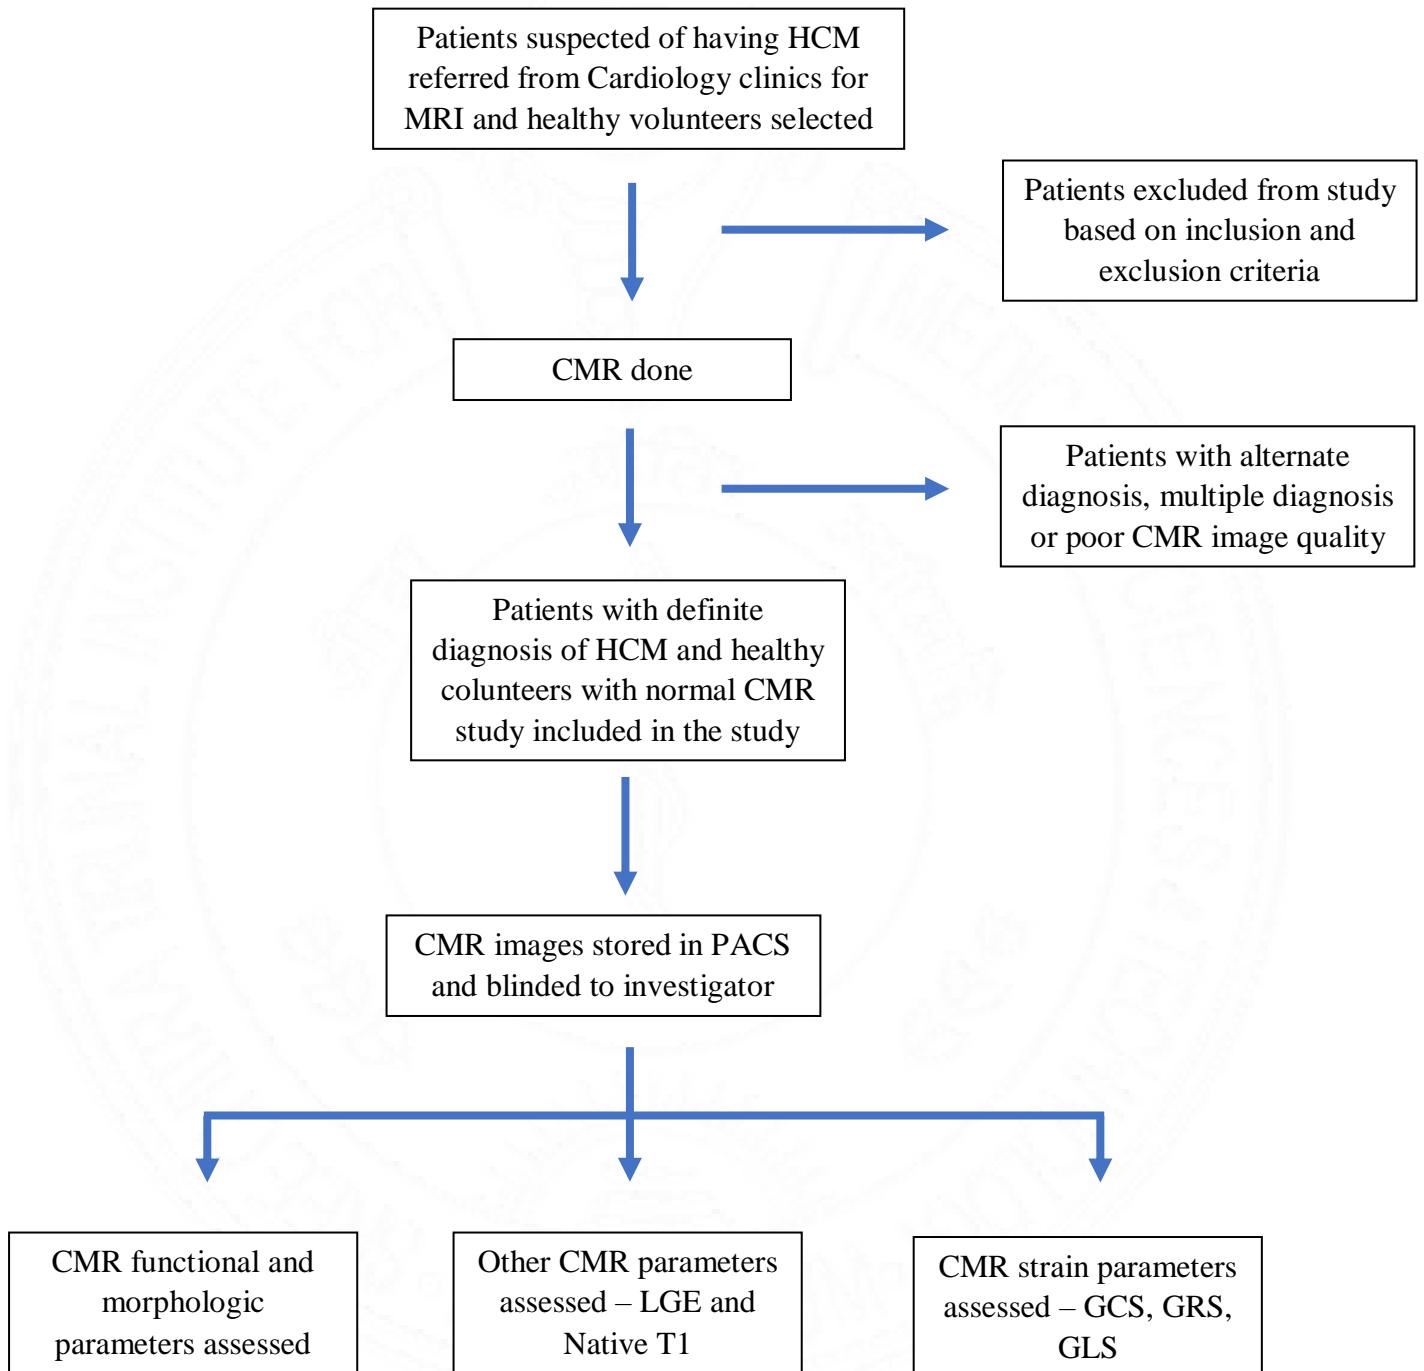 Patients suspected of having HCM
referred from Cardiology clinics for
MRI and healthy volunteers selected
Patients excluded from study
based on inclusion and
exclusion criteria
CMR done
Patients with alternate
diagnosis, multiple diagnosis
or poor CMR image quality
Patients with definite
diagnosis of HCM and healthy
colunteers with normal CMR
study included in the study
CMR images stored in PACS
and blinded to investigator
CMR functional and
morphologic
parameters assessed
Other CMR parameters
assessed – LGE and
Native T1
CMR strain parameters
assessed – GCS, GRS,
GLS
TIRUNAL INSTITUTE FOR